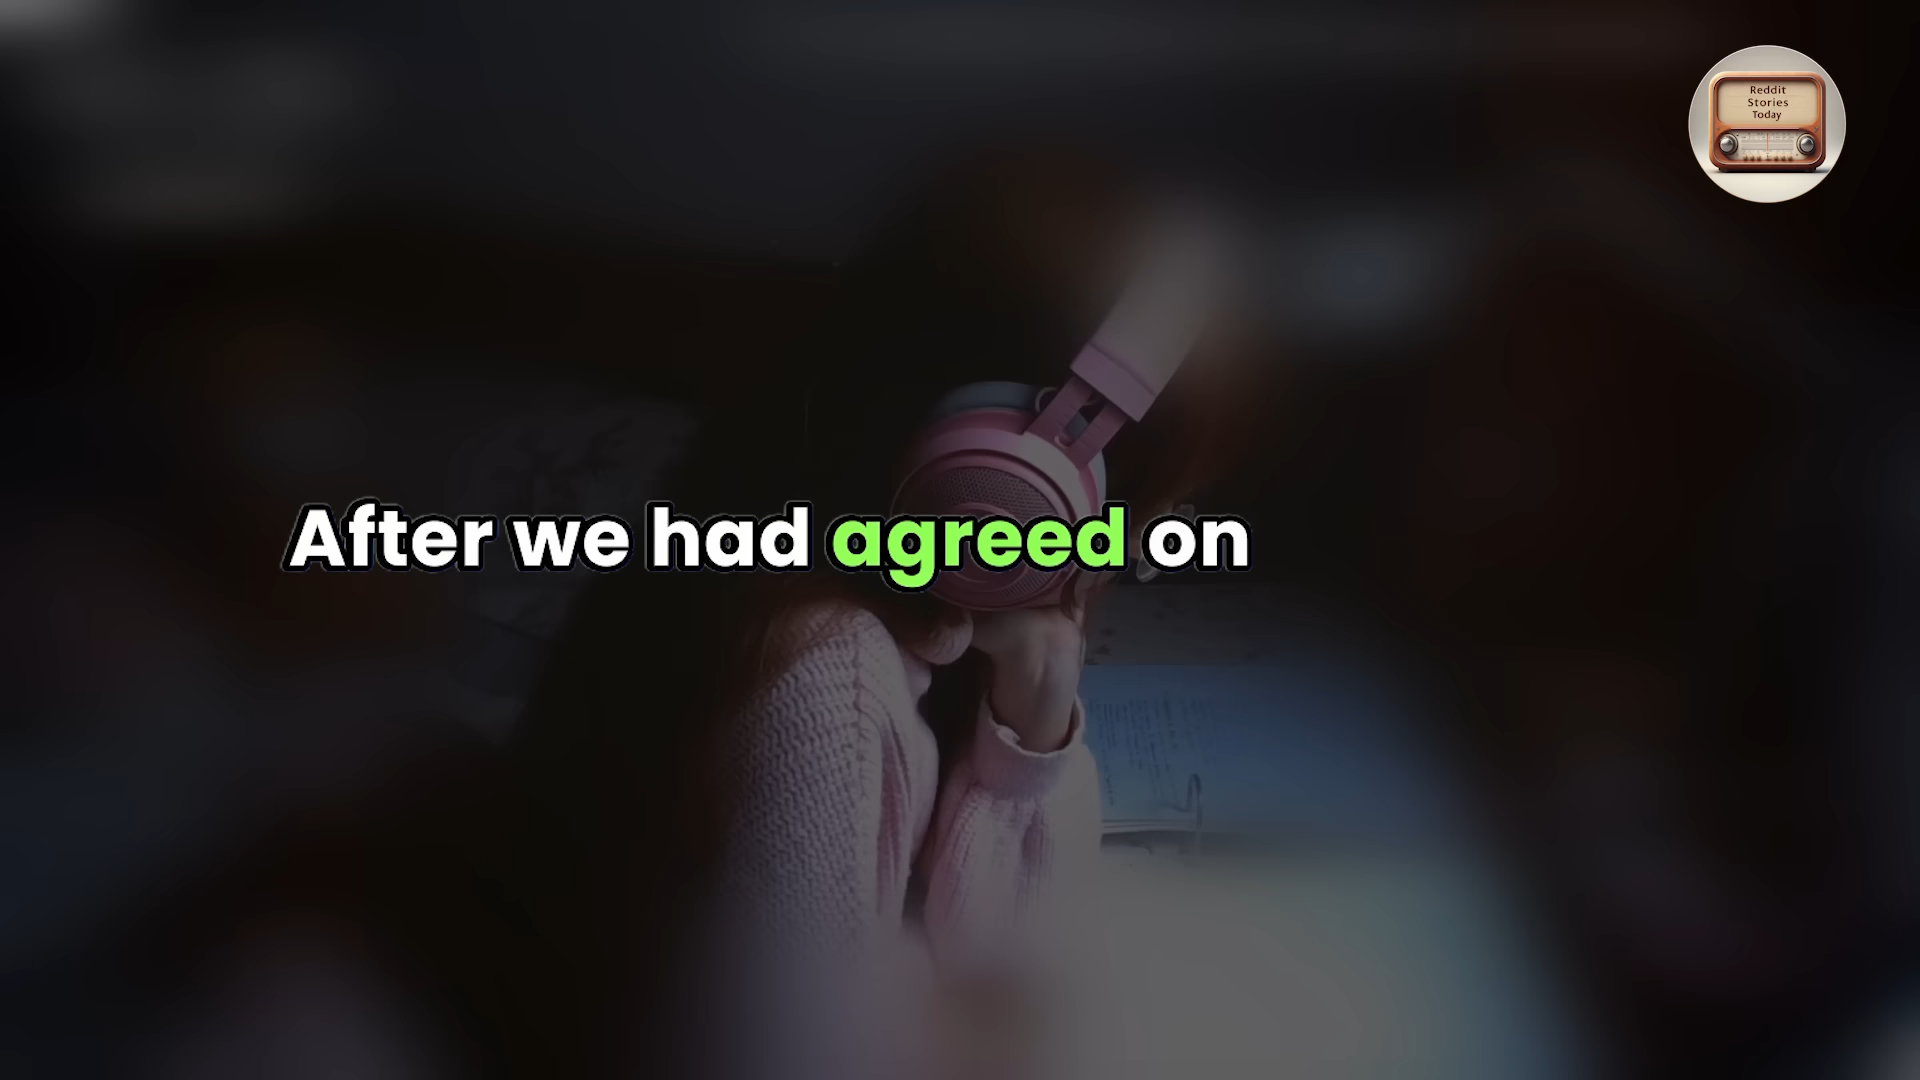 Reddit
Stories
Today
After we had agreed on